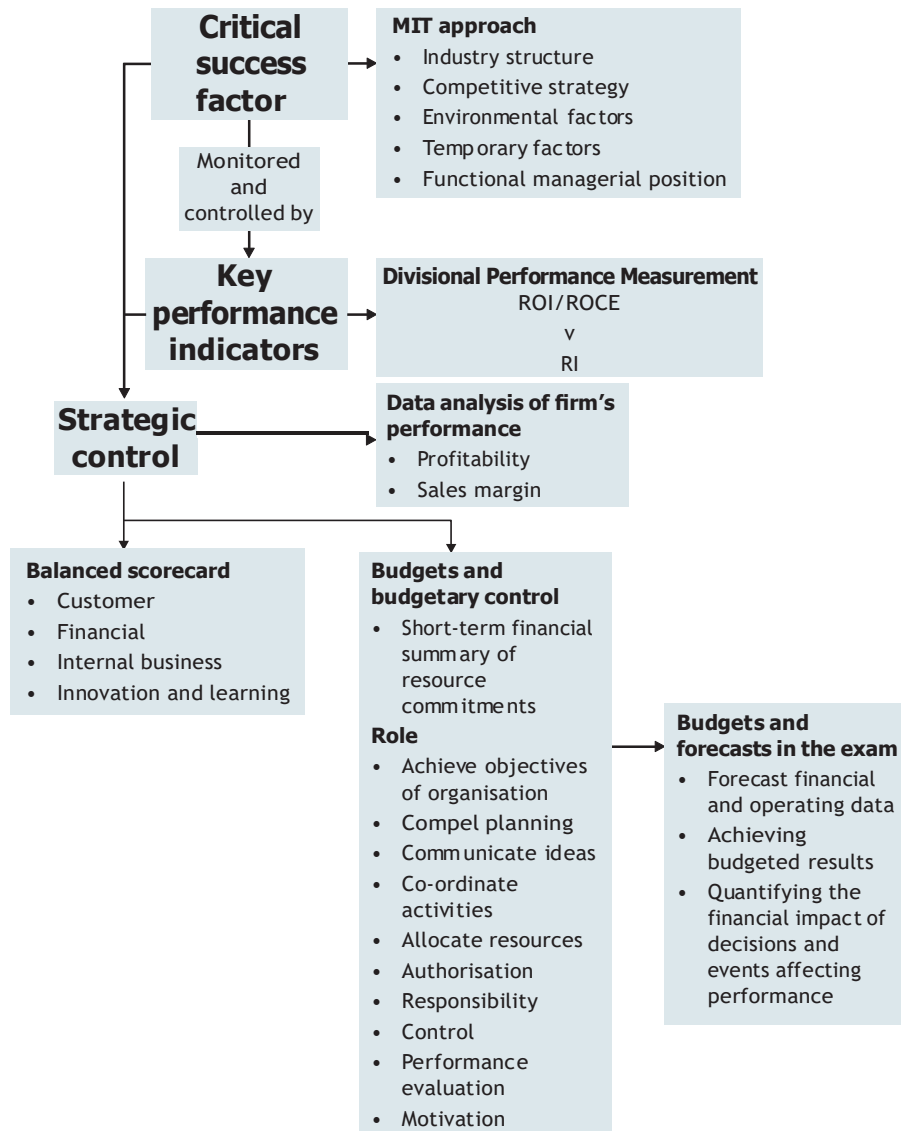 Critical
success
factor
MIT approach
• Industry structure
• Competitive strategy
• Environmental factors
• Temporary factors
• Functional managerial position
Monitored
and
controlled by
Key
performance
indicators
Divisional Performance Measurement
ROI/ROCE
v
RI
Strategic
control
Data analysis of firm's
performance
• Profitability
• Sales margin
Balanced scorecard
• Customer
• Financial
• Internal business
• Innovation and learning
Budgets and
budgetary control
• Short-term financial
summary of
resource
commitments
Role
• Achieve objectives
of organisation
• Compel planning
• Communicate ideas
• Co-ordinate
activities
• Allocate resources
• Authorisation
• Responsibility
• Control
• Performance
evaluation
• Motivation
Budgets and
forecasts in the exam
• Forecast financial
and operating data
• Achieving
budgeted results
• Quantifying the
financial impact of
decisions and
events affecting
performance